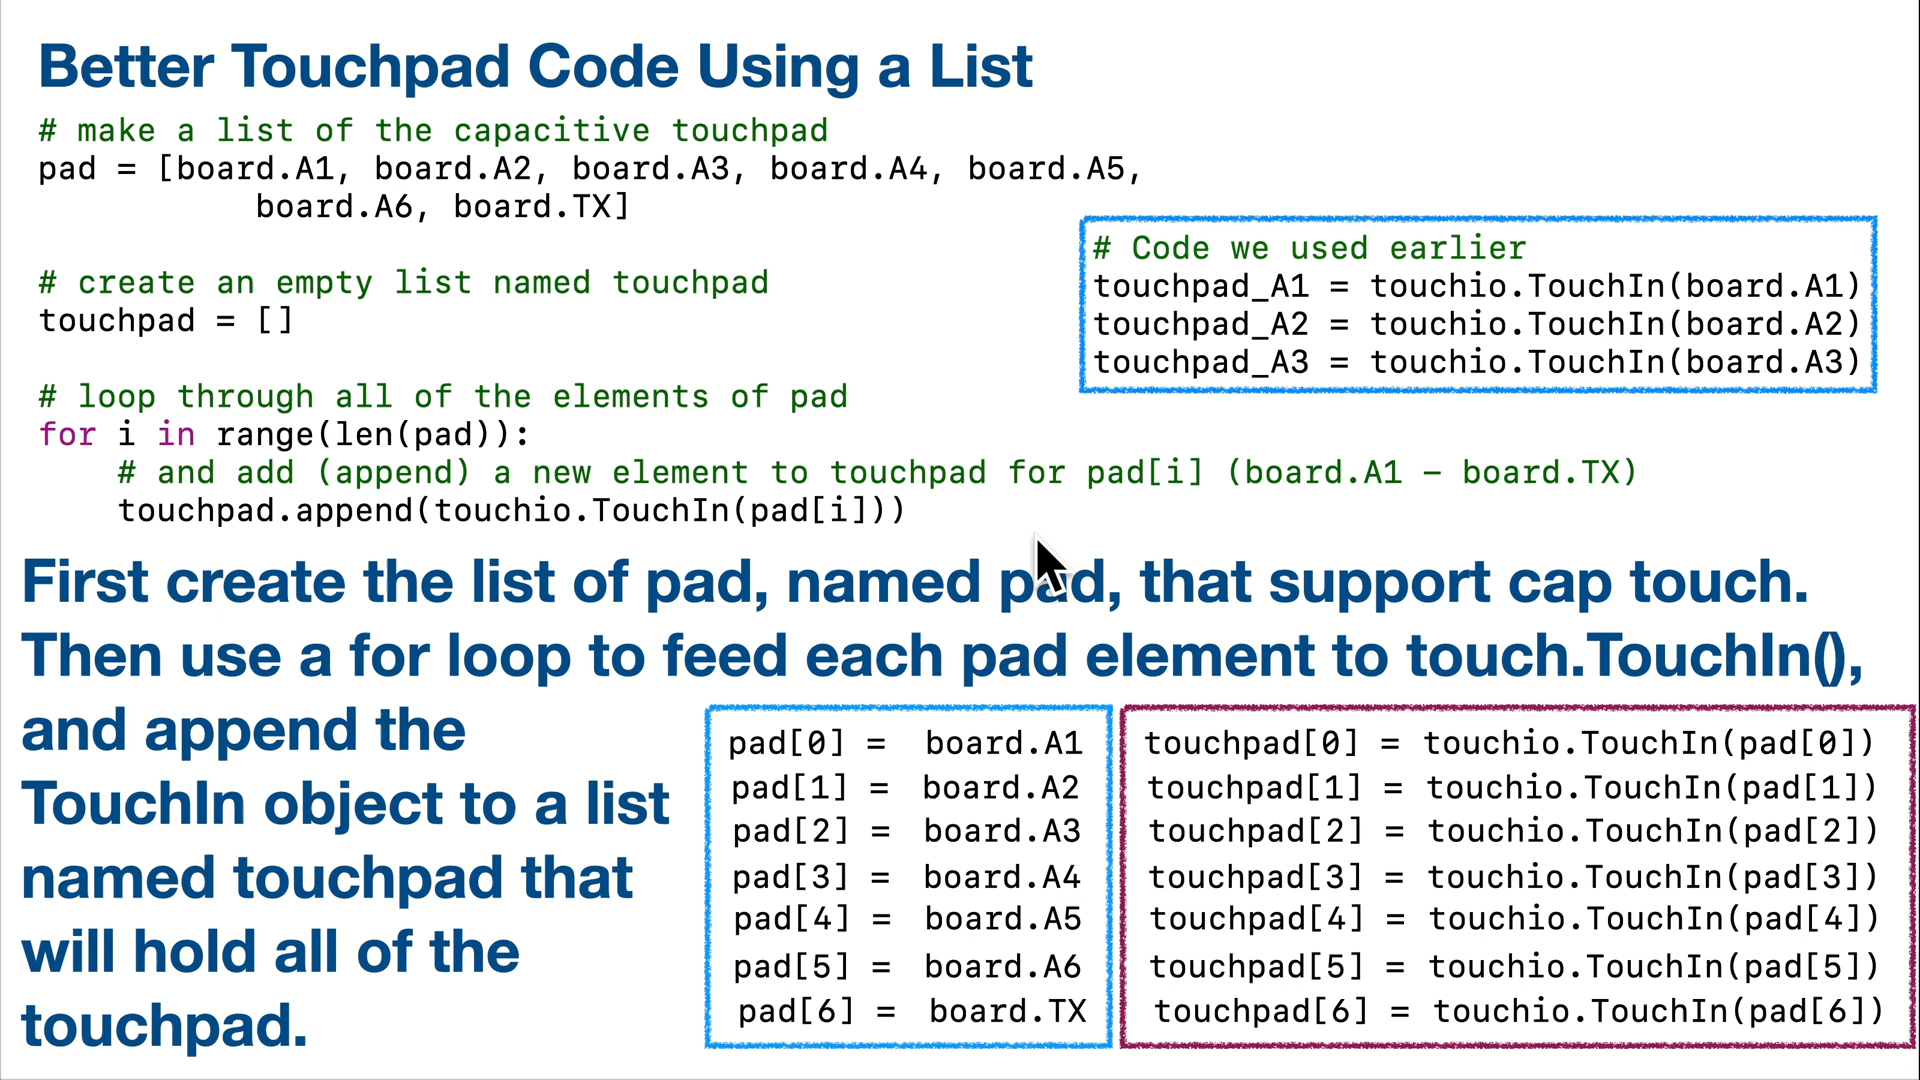 Better Touchpad Code Using a List
# make a list of the capacitive touchpad
pad = [board.A1, board.A2, board.A3, board.A4, board.A5,
board.A6, board.TX]
# create an empty list named touchpad
touchpad = []
# loop through all of the elements of pad
for i in range(len(pad)):
# and add (append) a new element to touchpad for pad[i] (board.A1 – board.TX)
touchpad.append(touchio.TouchIn(pad[i]))
# Code we used earlier
touchpad_A1 = touchio.TouchIn(board.A1)
touchpad_A2 = touchio.TouchIn(board.A2)
touchpad_A3 = touchio.TouchIn(board.A3)
First create the list of pad, named pad, that support cap touch.
Then use a for loop to feed each pad element to touch.TouchIn(),
and append the
TouchIn object to a list
named touchpad that
will hold all of the
touchpad.
pad[0] = board.A1
pad[1] = board.A2
pad[2] = board.A3
pad[3] = board.A4
pad[4] = board.A5
pad[5] = board.A6
pad[6] = board.TX
touchpad[0] = touchio.TouchIn(pad[0])
touchpad[1] = touchio.TouchIn(pad[1])
touchpad[2] = touchio.TouchIn(pad[2])
touchpad[3] = touchio.TouchIn(pad[3])
touchpad[4] = touchio.TouchIn(pad[4])
touchpad[5] = touchio.TouchIn(pad[5])
touchpad[6] = touchio.TouchIn(pad[6])